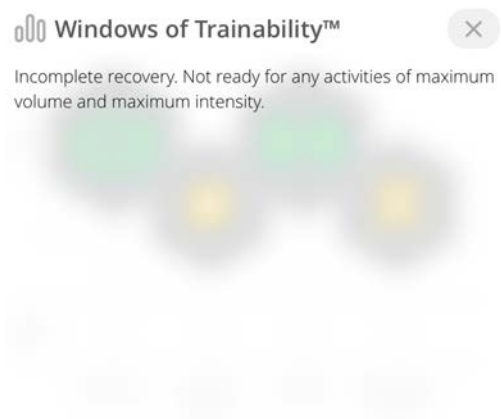 Windows of Trainability™
Incomplete recovery. Not ready for any activities of maximum
volume and maximum intensity.